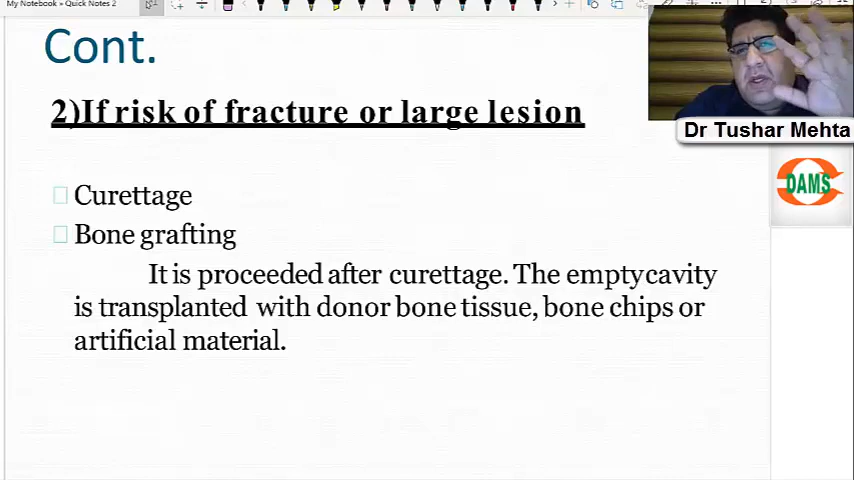 My Notebook » Quick Notes 2
Cont.
2)If risk of fracture or large lesion
Curettage
Bone grafting
It is proceeded after curettage. The empty cavity
is transplanted with donor bone tissue, bone chips or
artificial material.
Dr Tushar Mehta
DAMS